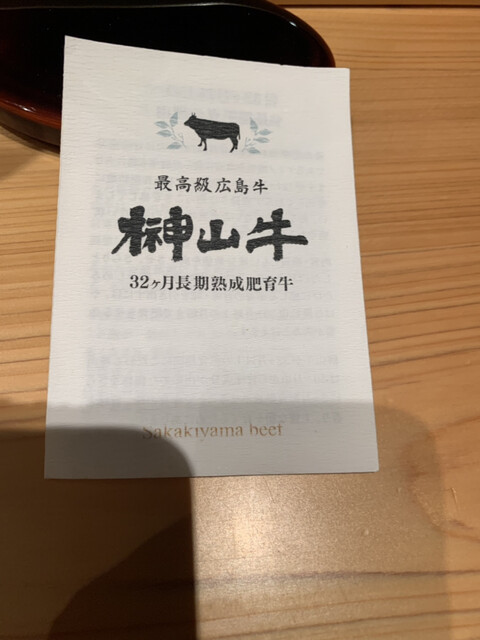 最高級広島牛
榊山牛
32ヶ月長期熟成肥育牛
Sakakiyama beef